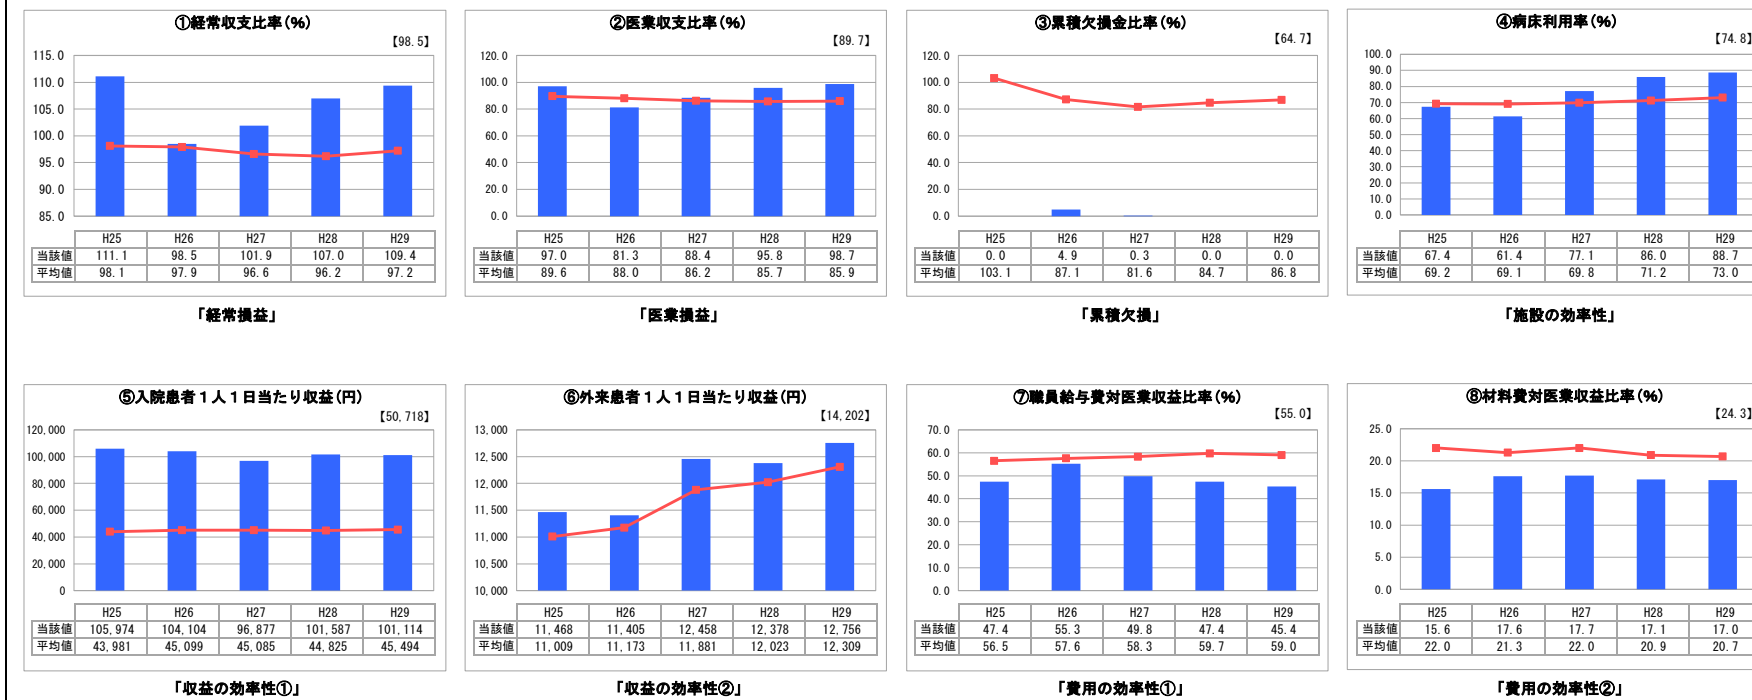 ①経常収支比率(%)
【98.5】
115.0
110.0
105.0
100.0
95.0
90.0
85.0
H25 H26 H27 H28 H29
当該値 111.1 98.5 101.9 107.0 109.4
平均値 98.1 97.9 96.6 96.2 97.2
「経常損益」
②医業収支比率(%)
【89.7】
120.0
100.0
80.0
60.0
40.0
20.0
0.0
H25 H26 H27 H28 H29
当該値 97.0 81.3 88.4 95.8 98.7
平均値 89.6 88.0 86.2 85.7 85.9
「医業損益」
③累積欠損金比率(%)
【64.7】
120.0
100.0
80.0
60.0
40.0
20.0
0.0
H25 H26 H27 H28 H29
当該値 0.0 4.9 0.3 0.0 0.0
平均値 103.1 87.1 81.6 84.7 86.8
「累積欠損」
④病床利用率(%)
【74.8】
100.0
90.0
80.0
70.0
60.0
50.0
40.0
30.0
20.0
10.0
0.0
H25 H26 H27 H28 H29
当該値 67.4 61.4 77.1 86.0 88.7
平均値 69.2 69.1 69.8 71.2 73.0
「施設の効率性」
⑤入院患者１人１日当たり収益(円)
【50,718】
120,000
100,000
80,000
60,000
40,000
20,000
0
H25 H26 H27 H28 H29
当該値 105,974 104,104 96,877 101,587 101,114
平均値 43,981 45,099 45,085 44,825 45,494
「収益の効率性①」
⑥外来患者１人１日当たり収益(円)
【14,202】
13,000
12,500
12,000
11,500
11,000
10,500
10,000
H25 H26 H27 H28 H29
当該値 11,468 11,405 12,458 12,378 12,756
平均値 11,009 11,173 11,881 12,023 12,309
「収益の効率性②」
⑦職員給与費対医業収益比率(%)
【55.0】
70.0
60.0
50.0
40.0
30.0
20.0
10.0
0.0
H25 H26 H27 H28 H29
当該値 47.4 55.3 49.8 47.4 45.4
平均値 56.5 57.6 58.3 59.7 59.0
「費用の効率性①」
⑧材料費対医業収益比率(%)
【24.3】
25.0
20.0
15.0
10.0
5.0
0.0
H25 H26 H27 H28 H29
当該値 15.6 17.6 17.7 17.1 17.0
平均値 22.0 21.3 22.0 20.9 20.7
「費用の効率性②」